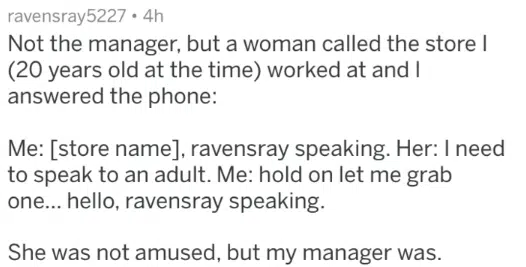 ravensray5227 • 4h
Not the manager, but a woman called the store I
(20 years old at the time) worked at and I
answered the phone:
Me: [store name], ravensray speaking. Her: I need
to speak to an adult. Me: hold on let me grab
one... hello, ravensray speaking.
She was not amused, but my manager was.